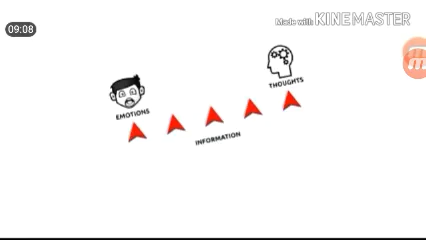 09:08
Made with KINEMASTER
THOUGHTS
EMOTIONS
INFORMATION